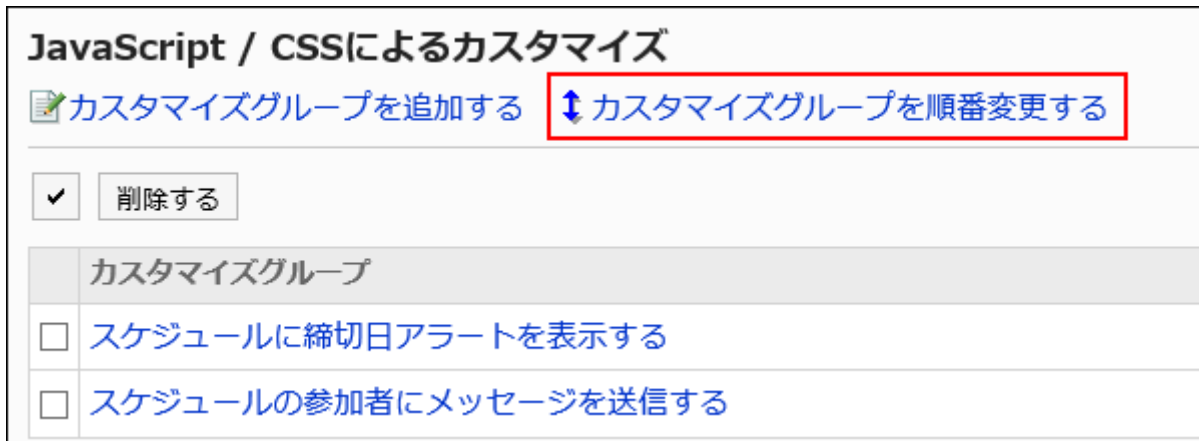 JavaScript / CSSによるカスタマイズ
カスタマイズグループを追加する カスタマイズグループを順番変更する
削除する
カスタマイズグループ
スケジュールに締切日アラートを表示する
スケジュールの参加者にメッセージを送信する